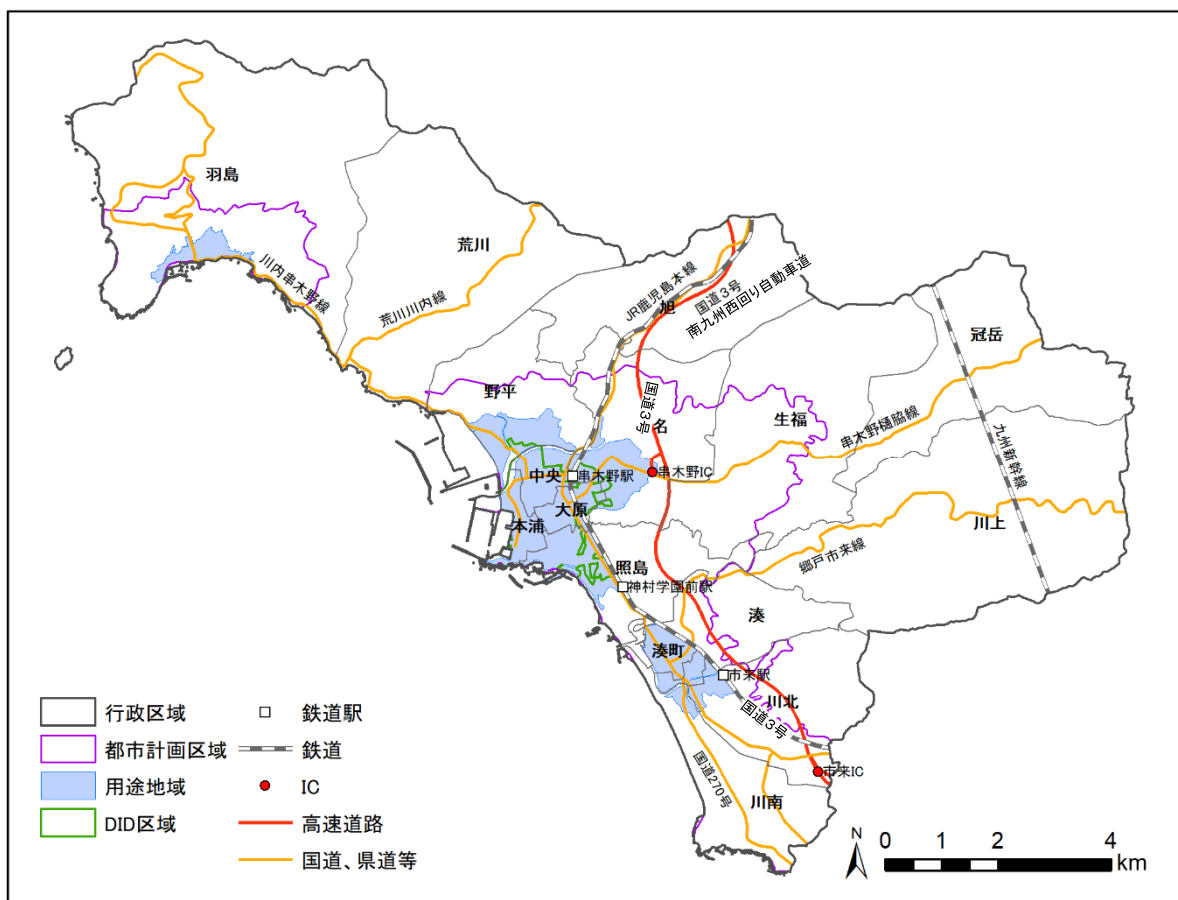 羽島
荒川
川内串木野線
荒川川内線
JR鹿児島本線
旭
国道3号
南九州西回り自動車道
冠岳
野平
国道3号
名
生福
串木野樋脇線
九州新幹線
中央
串木野駅
串木野IC
大原
本浦
川上
郷戸市来線
照島
神村学園前駅
湊
湊町
市来駅
川北
国道3号
市来IC
国道270号
川南
行政区域
都市計画区域
用途地域
DID区域
鉄道駅
鉄道
IC
高速道路
国道、県道等
N
0 1 2 4
km